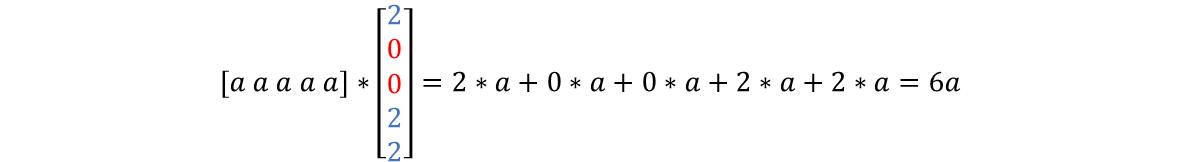 [a a a a a] * [2 0 0 2 2] = 2 * a + 0 * a + 0 * a + 2 * a + 2 * a = 6a